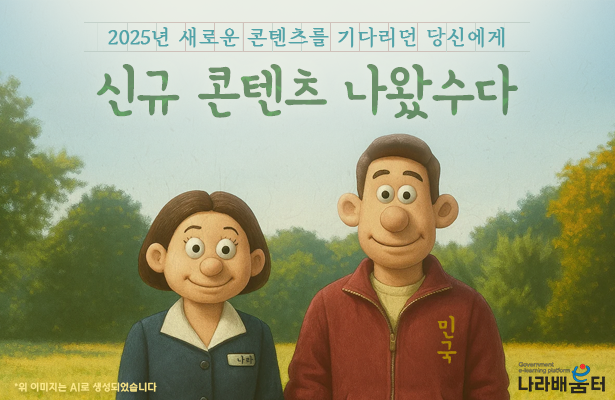 2025년 새로운 콘텐츠를 기다리던 당신에게
신규 콘텐츠 나왔수다
나라
민국
*위 이미지는 AI로 생성되었습니다
Government
e-learning platform
나라배움터